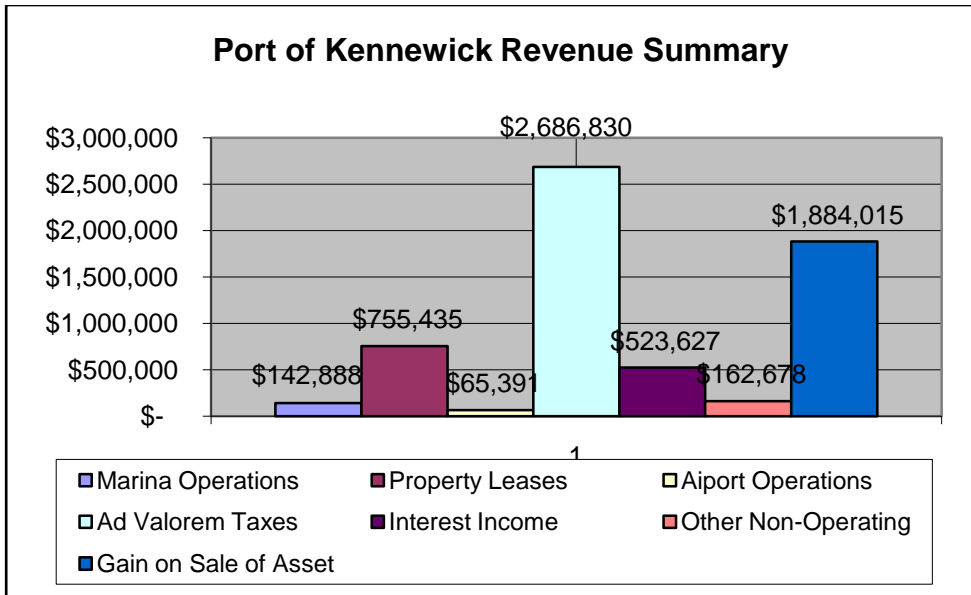 Port of Kennewick Revenue Summary
$2,686,830
$3,000,000
$2,500,000
$1,884,015
$2,000,000
$1,500,000
$755,435
$1,000,000
$523,627
$142,888
$65,391
$162,678
$500,000
$-
1
Marina Operations
Property Leases
Aiport Operations
Ad Valorem Taxes
Interest Income
Other Non-Operating
Gain on Sale of Asset